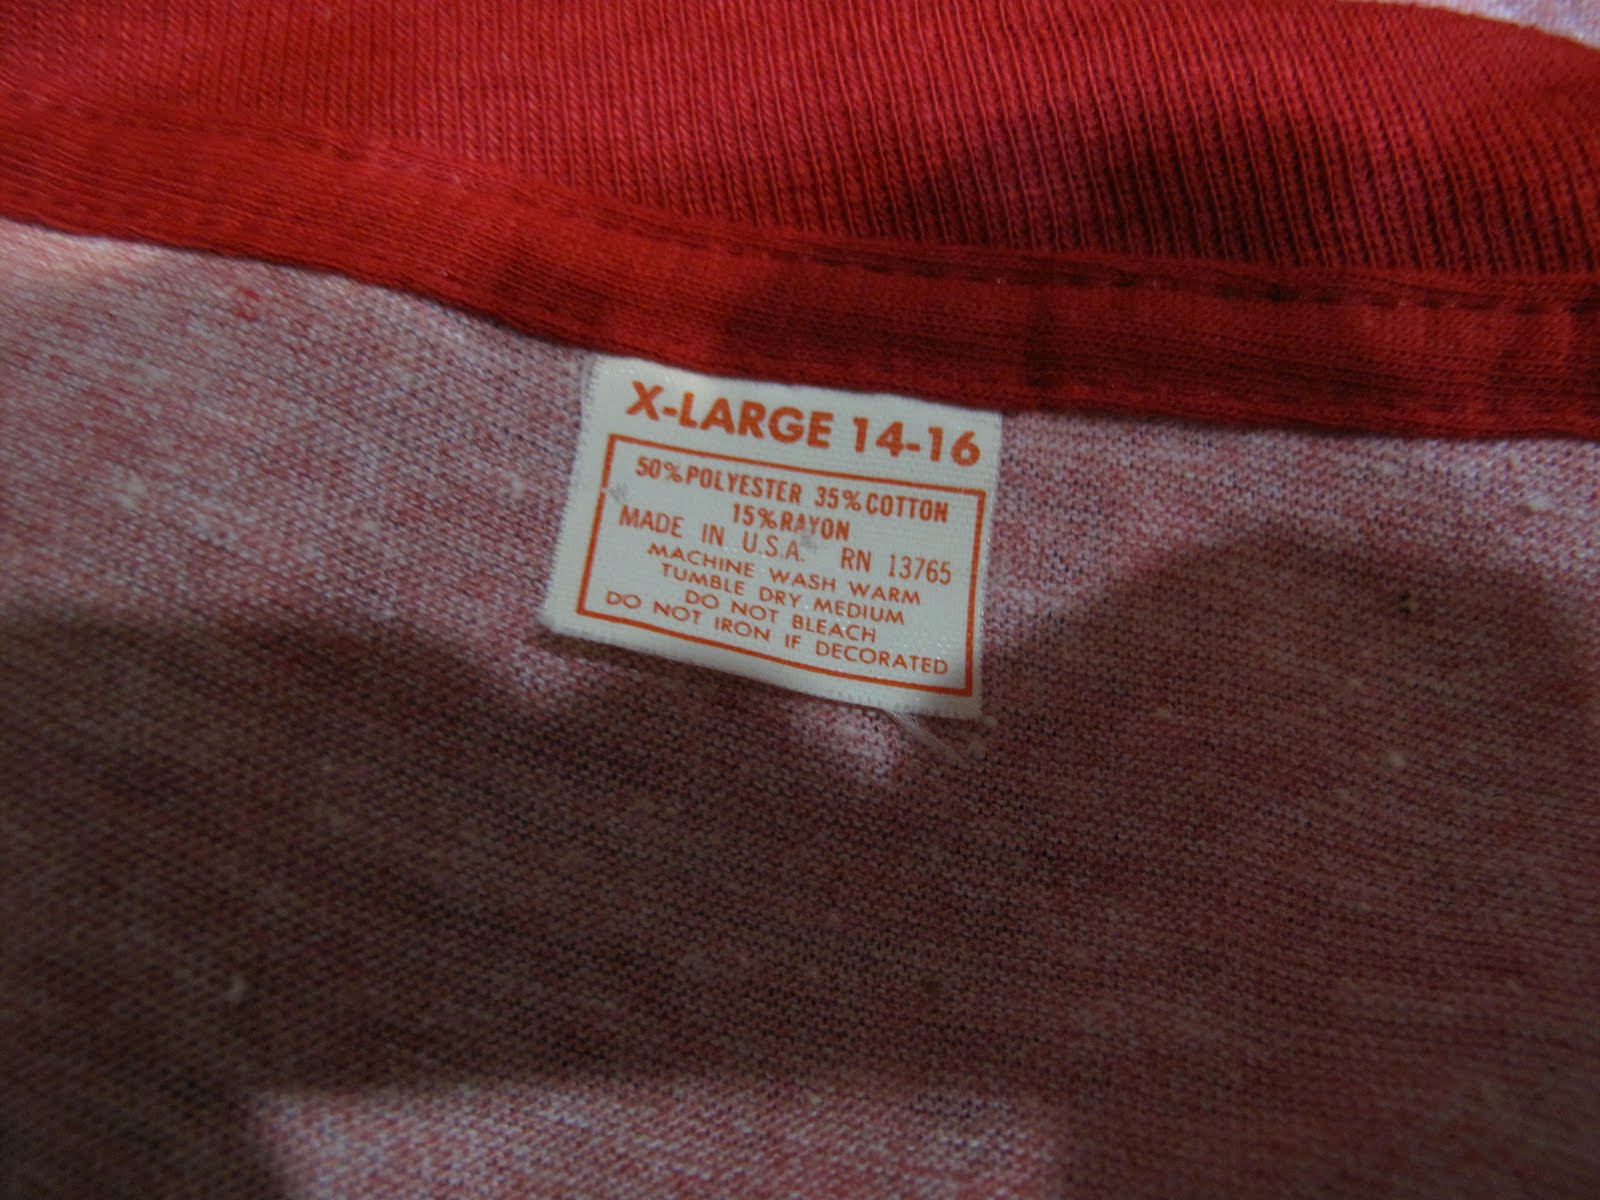 X-LARGE 14-16
50% POLYESTER 35% COTTON
15% RAYON
MADE IN U.S.A. RN 13765
MACHINE WASH WARM
TUMBLE DRY MEDIUM
DO NOT BLEACH
DO NOT IRON IF DECORATED